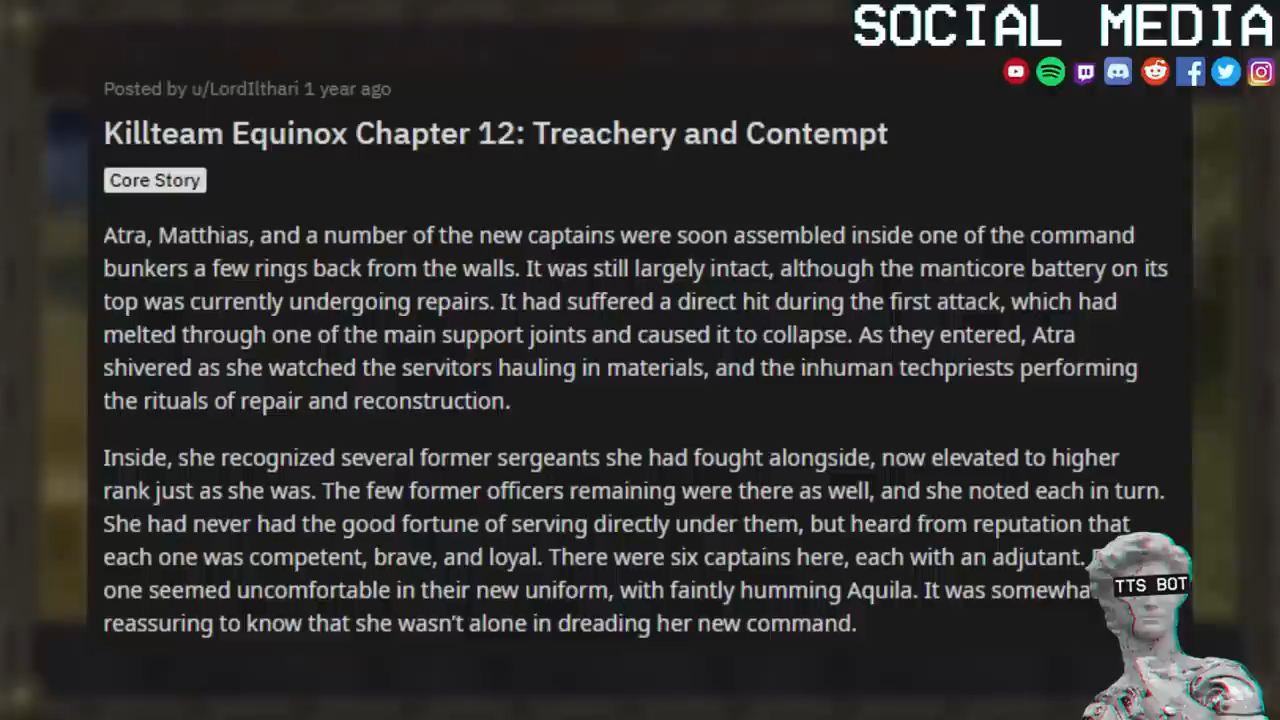 SOCIAL MEDIA
Posted by u/LordIlthari 1 year ago
Killteam Equinox Chapter 12: Treachery and Contempt
Core Story
Atra, Matthias, and a number of the new captains were soon assembled inside one of the command
bunkers a few rings back from the walls. It was still largely intact, although the manticore battery on its
top was currently undergoing repairs. It had suffered a direct hit during the first attack, which had
melted through one of the main support joints and caused it to collapse. As they entered, Atra
shivered as she watched the servitors hauling in materials, and the inhuman techpriests performing
the rituals of repair and reconstruction.
Inside, she recognized several former sergeants she had fought alongside, now elevated to higher
rank just as she was. The few former officers remaining were there as well, and she noted each in turn.
She had never had the good fortune of serving directly under them, but heard from reputation that
each one was competent, brave, and loyal. There were six captains here, each with an adjutant.
one seemed uncomfortable in their new uniform, with faintly humming Aquila. It was somewha
reassuring to know that she wasn't alone in dreading her new command.
TTS BOT